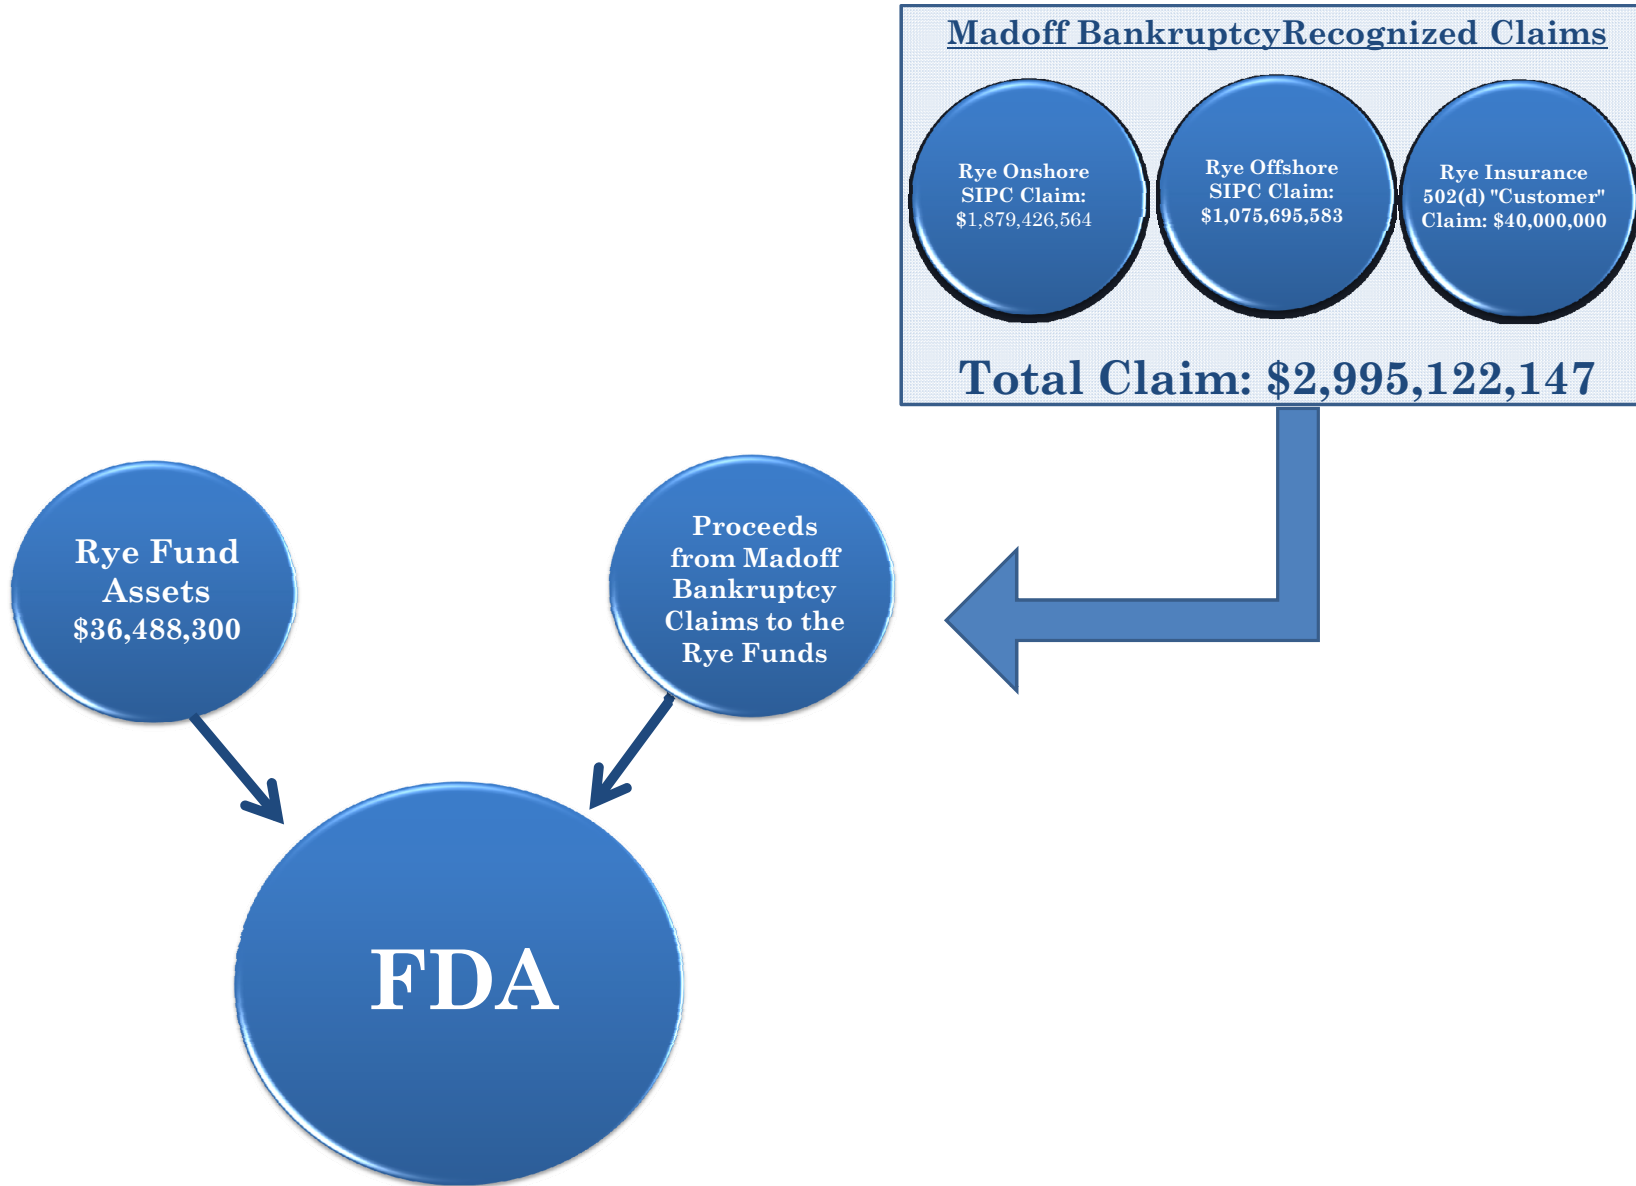 Madoff BankruptcyRecognized Claims
Rye Onshore
SIPC Claim:
$1,879,426,564
Rye Offshore
SIPC Claim:
$1,075,695,583
Rye Insurance
502(d) "Customer"
Claim: $40,000,000
Total Claim: $2,995,122,147
Rye Fund
Assets
$36,488,300
Proceeds
from Madoff
Bankruptcy
Claims to the
Rye Funds
FDA